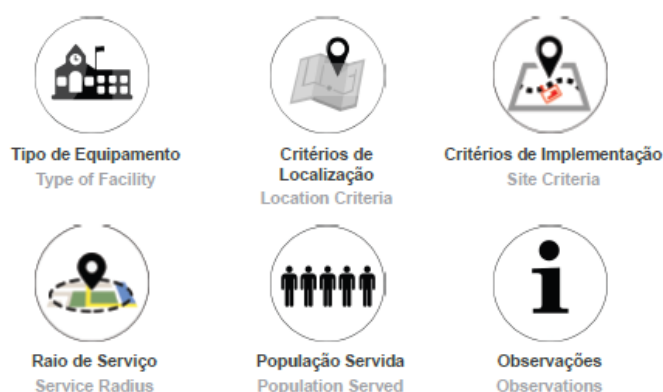 Tipo de Equipamento
Type of Facility
Critérios de
Localização
Location Criteria
Critérios de Implementação
Site Criteria
Raio de Serviço
Service Radius
População Servida
Population Served
Observações
Observations